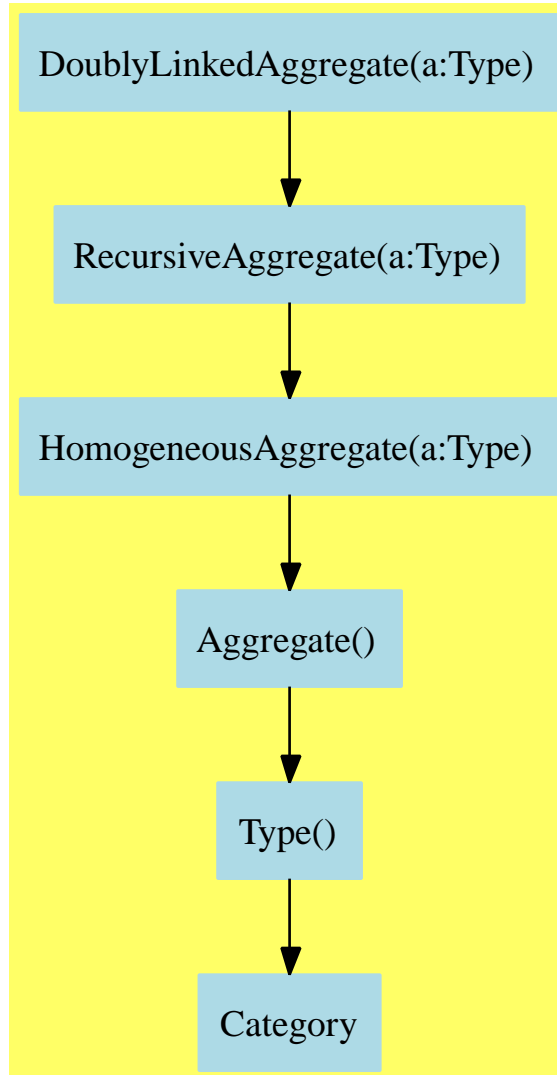 DoublyLinkedAggregate(a:Type)
RecursiveAggregate(a:Type)
HomogeneousAggregate(a:Type)
Aggregate()
Type()
Category